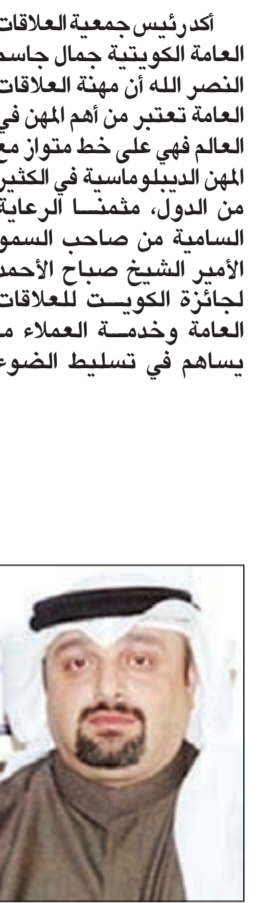 أكد رئيس جمعية العلاقات
العامة الكويتية جمال جاسم
النصر الله أن مهنة العلاقات
العامة تعتبر من أهم المهن في
العالم فهي على خط متواز مع
المهن الديبلوماسية في الكثير
من الدول، مثمنا الرعاية
السامية من صاحب السمو
الأمير الشيخ صباح الأحمد
لجائزة الكويت للعلاقات
العامة وخدمة العملاء ما
يساهم في تسليط الضوء